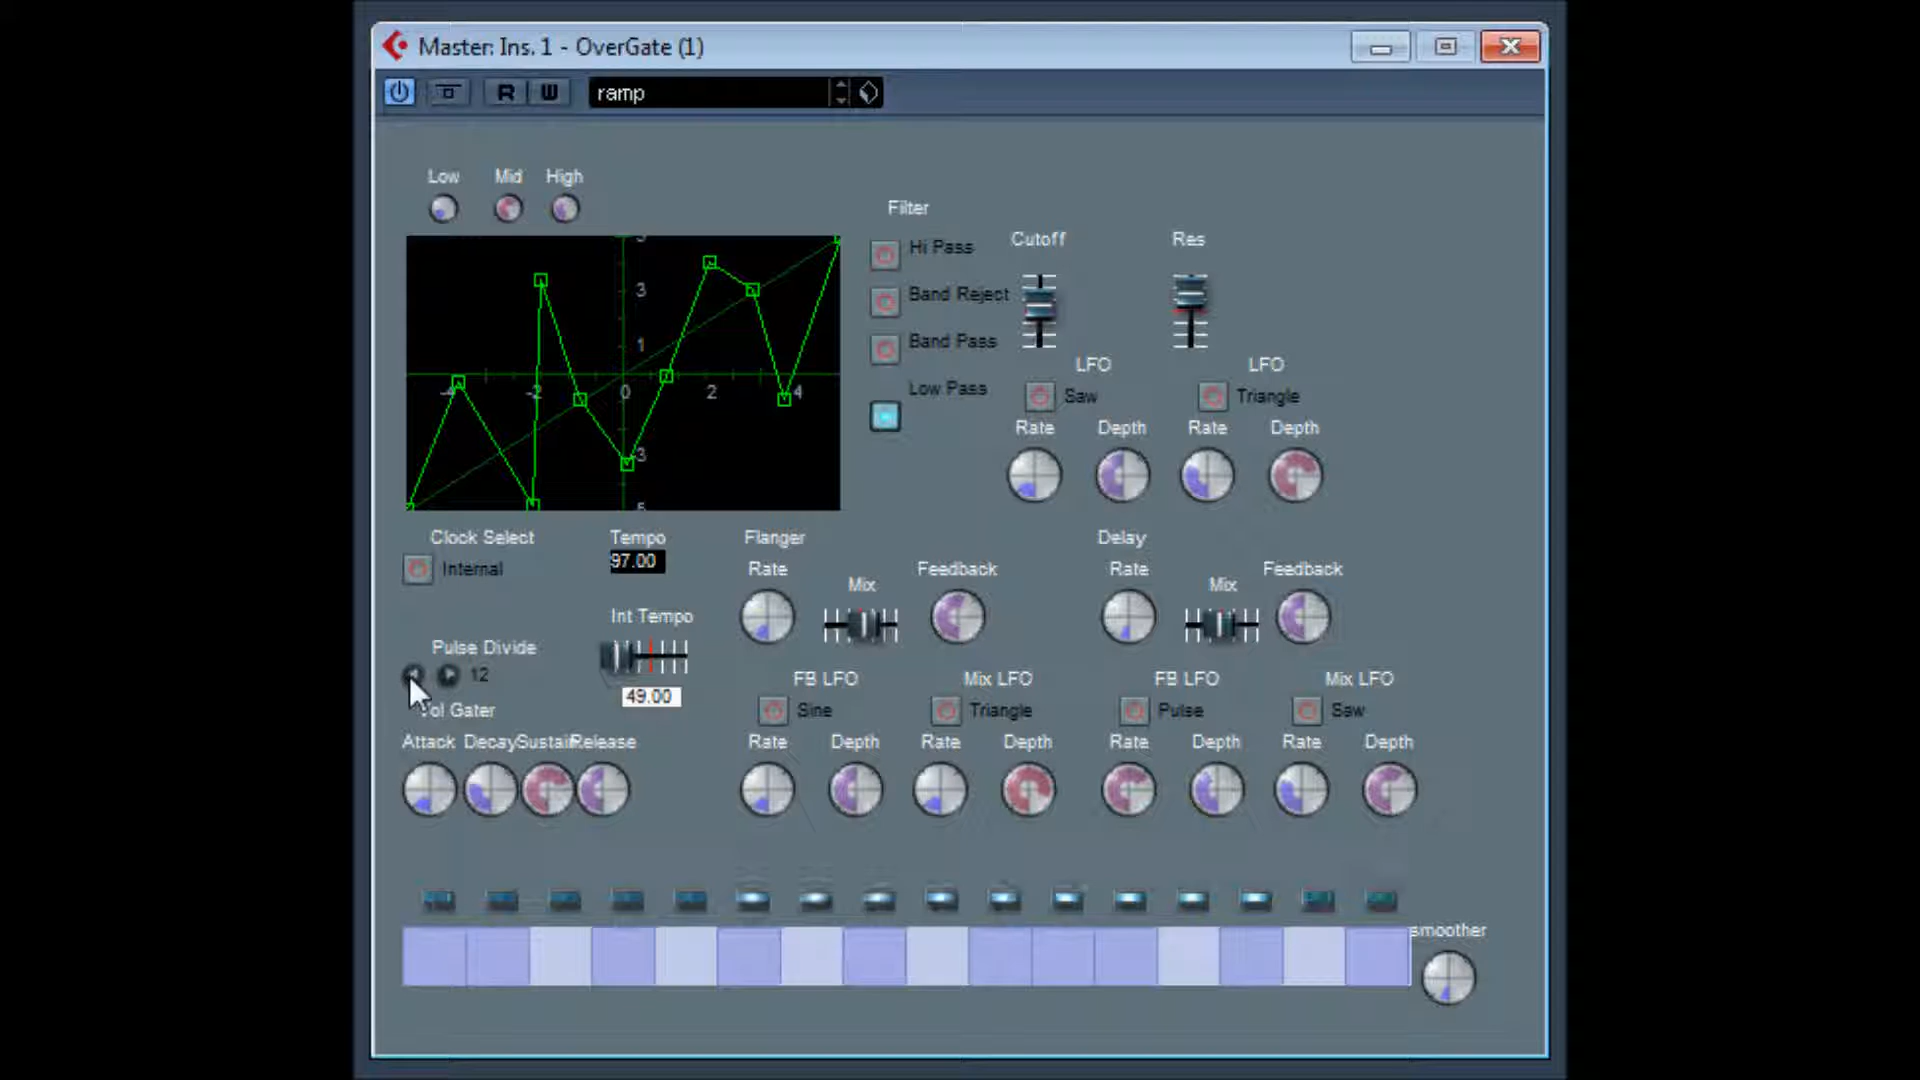 Master: Ins. 1 - OverGate (1)
R W ramp
Low Mid High
Filter
Hi Pass Cutoff Res
Band Reject
Band Pass
Low Pass
LFO LFO
Saw Triangle
Rate Depth Rate Depth
3
1
-4 -2 0 2 4
-3
Clock Select Tempo Flanger Delay
Internal 97.00 Rate Mix Feedback Rate Mix Feedback
Int Tempo
Pulse Divide
12
49.00
FB LFO Mix LFO FB LFO Mix LFO
Sine Triangle Pulse Saw
Vol Gater
Attack Decay Sustain Release Rate Depth Rate Depth Rate Depth Rate Depth
smoother